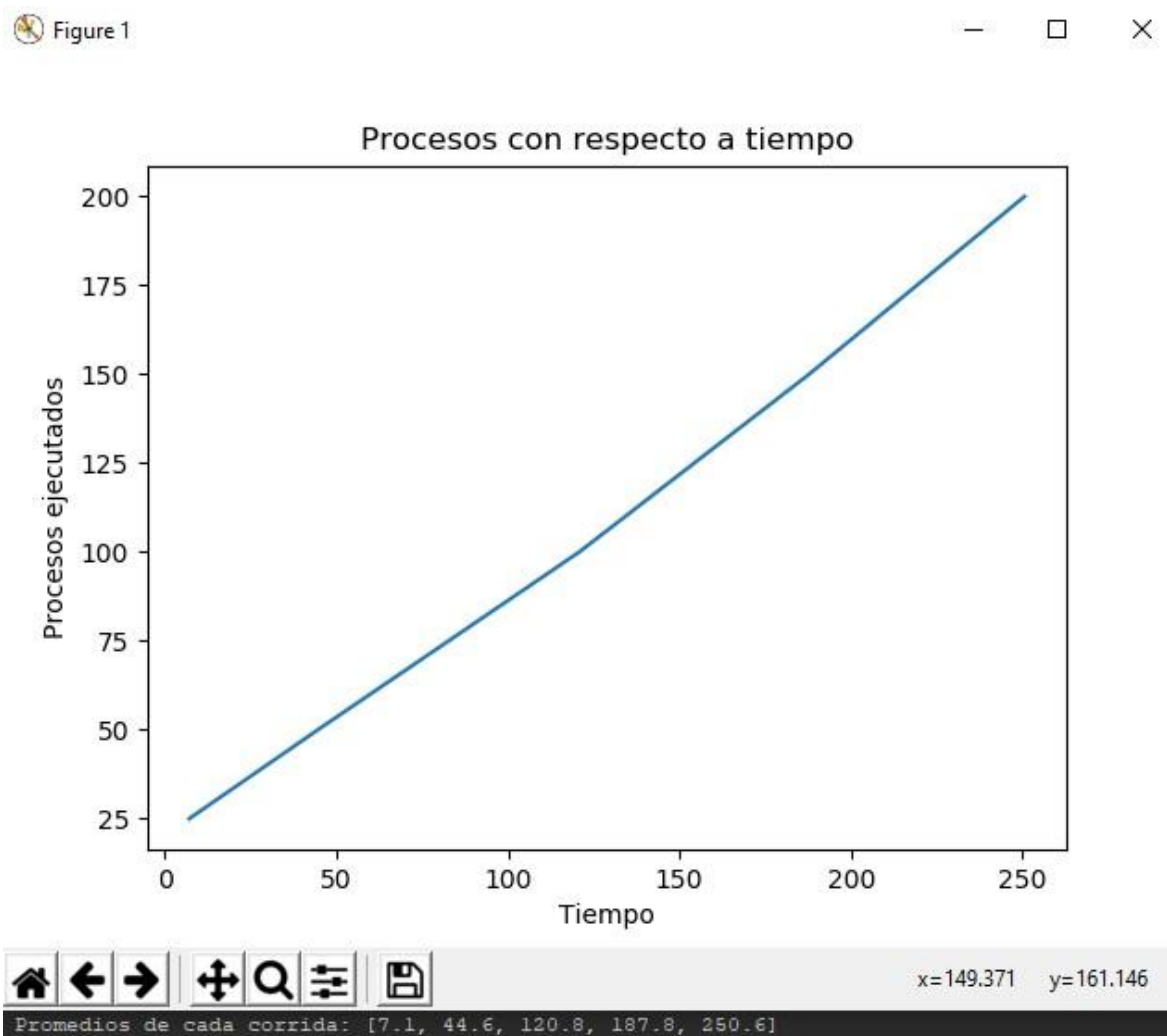 Figure 1
Procesos con respecto a tiempo
200
175
150
125
100
75
50
25
Procesos ejecutados
0 50 100 150 200 250
Tiempo
x=149.371 y=161.146
Promedios de cada corrida: [7.1, 44.6, 120.8, 187.8, 250.6]